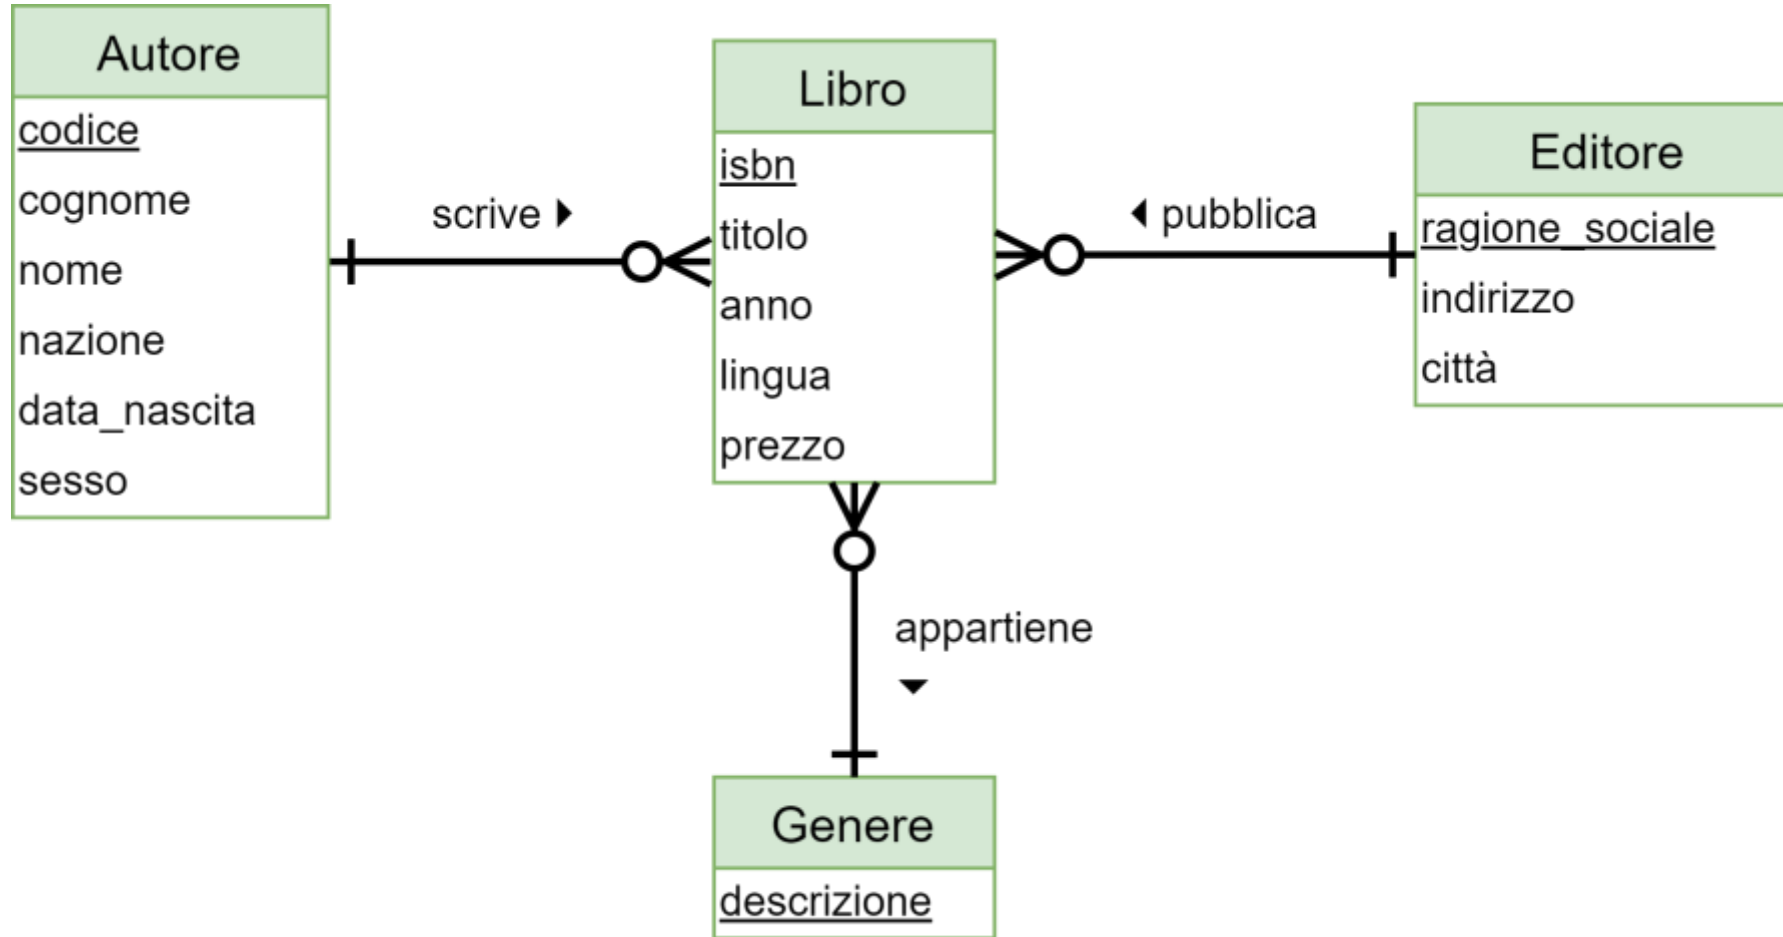 Autore
codice
cognome
nome
nazione
data_nascita
sesso
scrive
Libro
isbn
titolo
anno
lingua
prezzo
pubblica
Editore
ragione_sociale
indirizzo
città
appartiene
Genere
descrizione